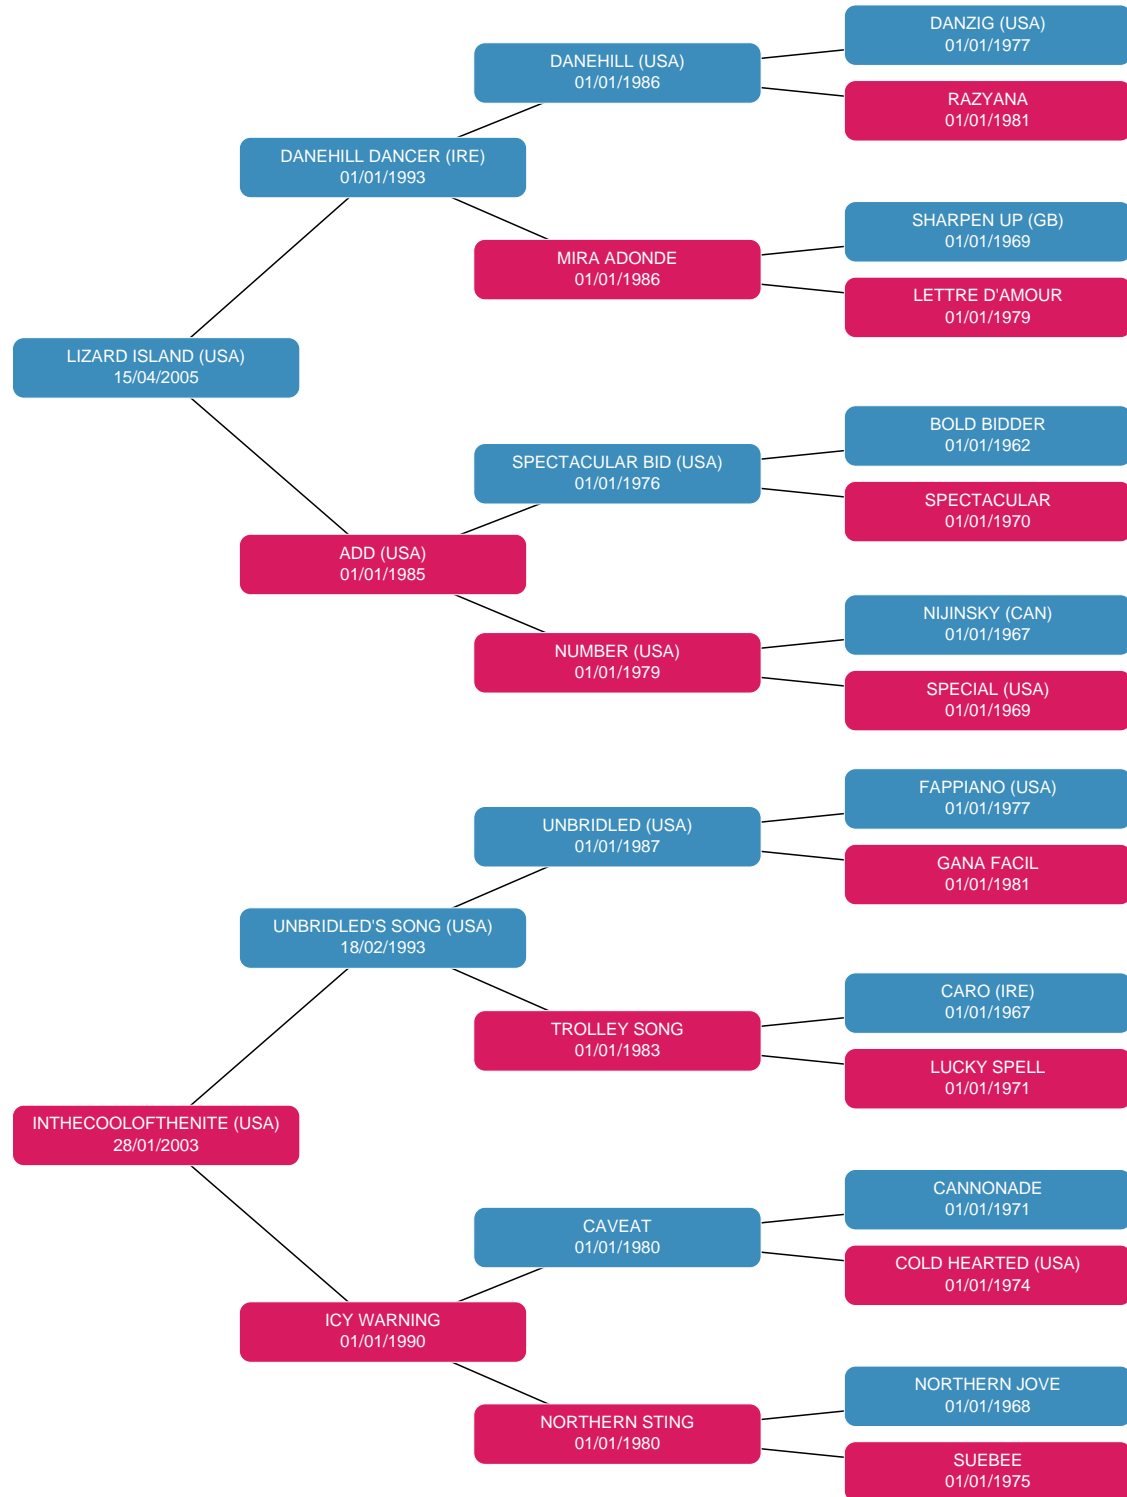 DANZIG (USA)
01/01/1977
DANEHILL (USA)
01/01/1986
RAZYANA
01/01/1981
DANEHILL DANCER (IRE)
01/01/1993
SHARPEN UP (GB)
01/01/1969
MIRA ADONDE
01/01/1986
LETTRE D'AMOUR
01/01/1979
LIZARD ISLAND (USA)
15/04/2005
BOLD BIDDER
01/01/1962
SPECTACULAR BID (USA)
01/01/1976
SPECTACULAR
01/01/1970
ADD (USA)
01/01/1985
NIJINSKY (CAN)
01/01/1967
NUMBER (USA)
01/01/1979
SPECIAL (USA)
01/01/1969
FAPPIANO (USA)
01/01/1977
UNBRIDLED (USA)
01/01/1987
GANA FACIL
01/01/1981
UNBRIDLED'S SONG (USA)
18/02/1993
CARO (IRE)
01/01/1967
TROLLEY SONG
01/01/1983
LUCKY SPELL
01/01/1971
INTHECOOLOFTHENITE (USA)
28/01/2003
CANNONADE
01/01/1971
CAVEAT
01/01/1980
COLD HEARTED (USA)
01/01/1974
ICY WARNING
01/01/1990
NORTHERN JOVE
01/01/1968
NORTHERN STING
01/01/1980
SUEBEE
01/01/1975